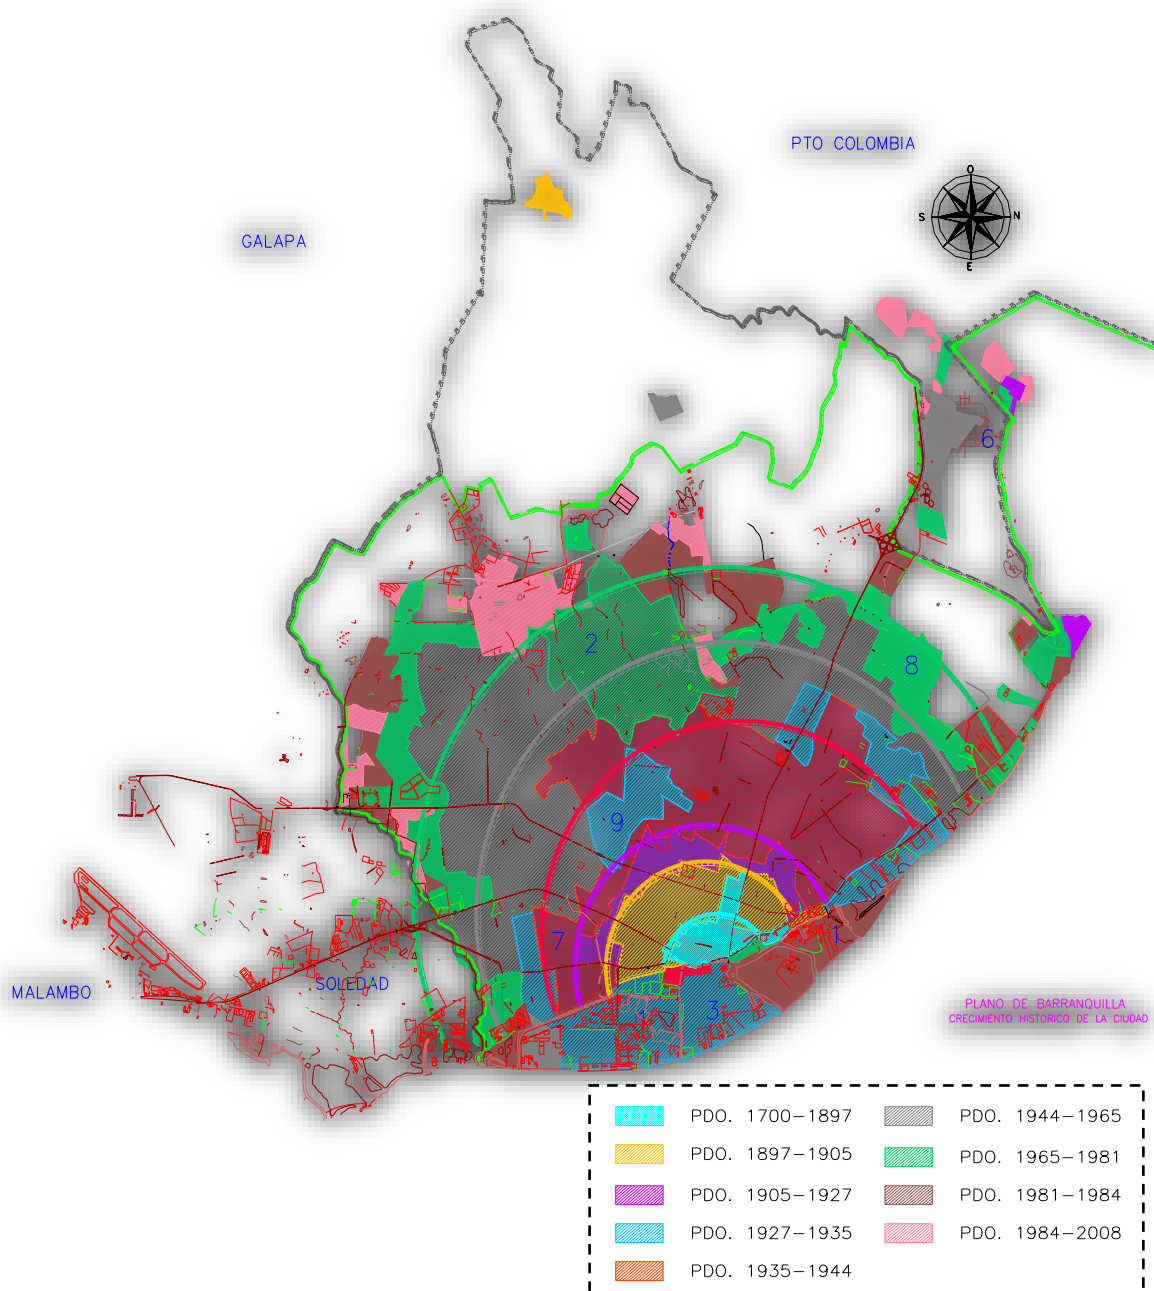 PTO COLOMBIA
O
S
N
E
GALAPA
6
2
8
9
7
1
SOLEDAD
MALAMBO
3
1
PLANO DE BARRANQUILLA
CRECIMIENTO HISTORICO DE LA CIUDAD
PDO. 1700-1897
PDO. 1944-1965
PDO. 1897-1905
PDO. 1965-1981
PDO. 1905-1927
PDO. 1981-1984
PDO. 1927-1935
PDO. 1984-2008
PDO. 1935-1944